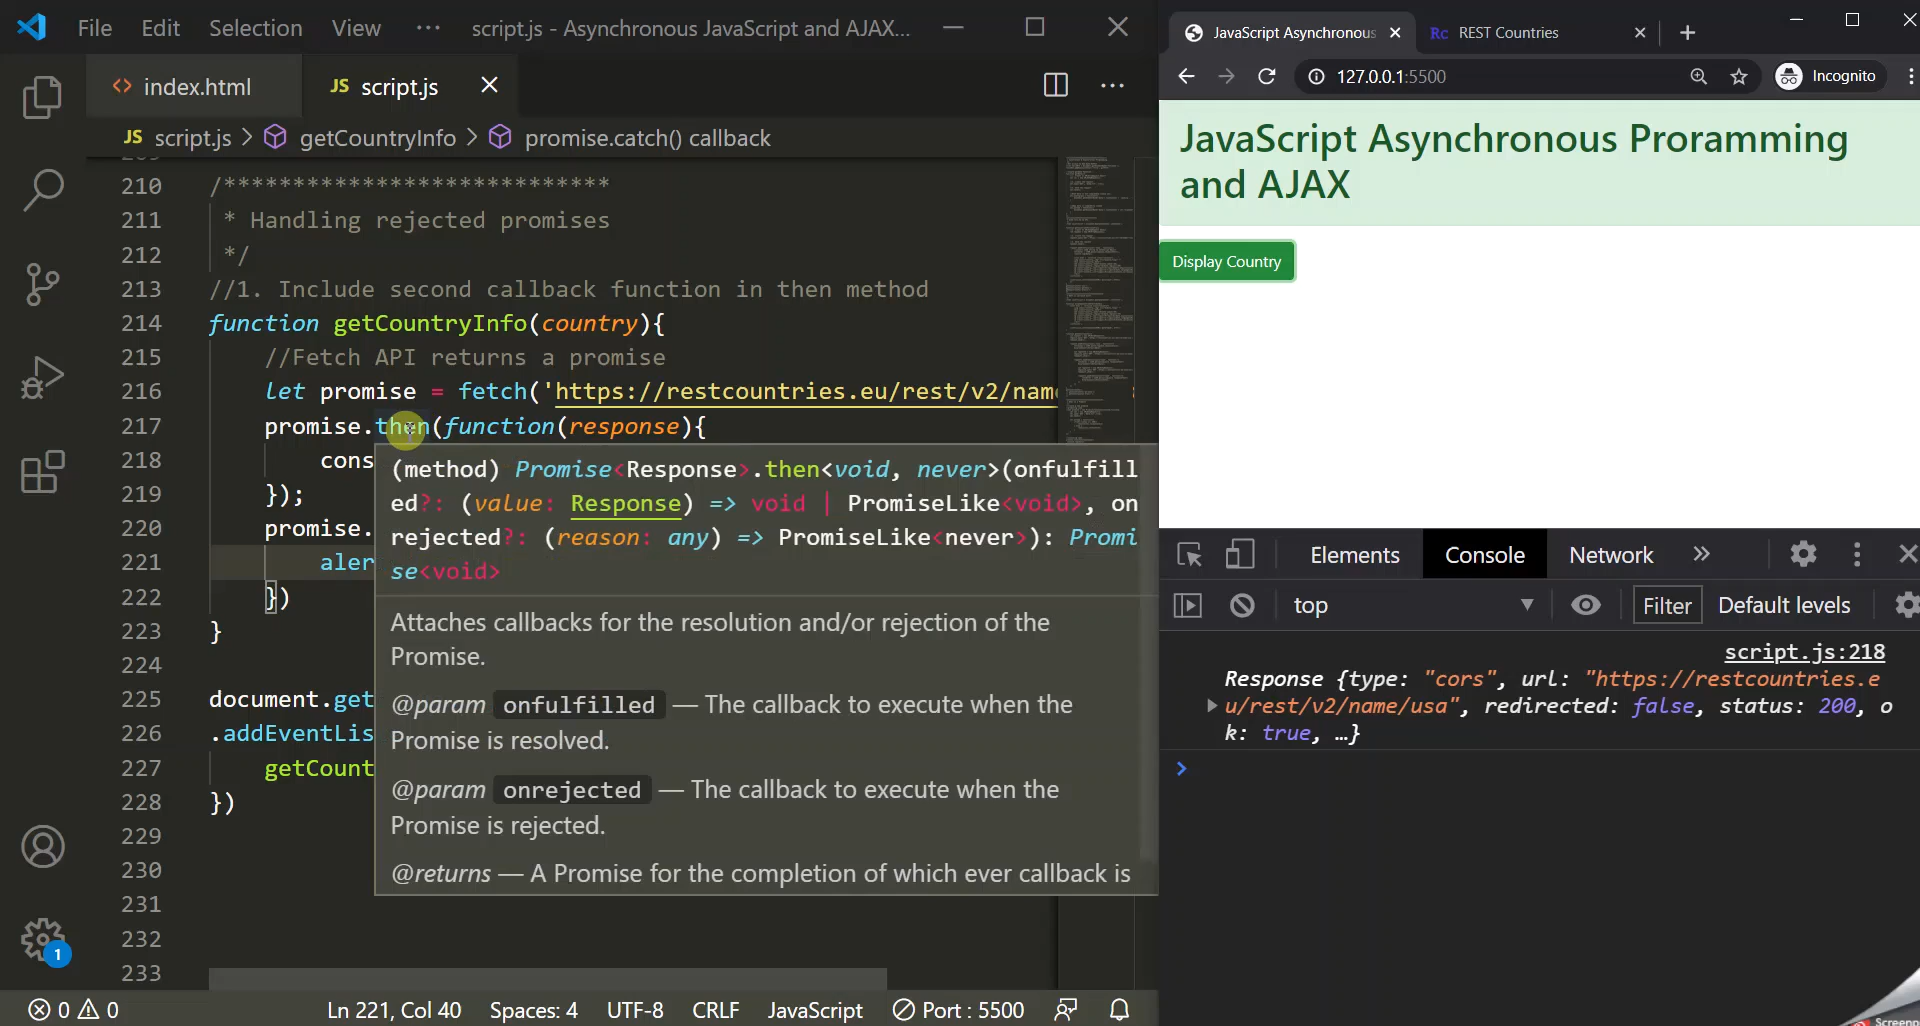 File Edit Selection View ··· script.js - Asynchronous JavaScript and AJAX...
index.html
JS script.js
JS script.js > getCountryInfo > promise.catch() callback
210 /****************************
211 * Handling rejected promises
212 */
213 //1. Include second callback function in then method
214 function getCountryInfo(country){
215 //Fetch API returns a promise
216 let promise = fetch('https://restcountries.eu/rest/v2/name
217 promise.then(function(response){
218 cons
219 });
220 promise.
221 aler
222 })
223 }
224
225 document.get
226 .addEventLis
227 getCount
228 })
229
230
231
232
233
(method) Promise<Response>.then<void, never>(onfulfill
ed?: (value: Response) => void | PromiseLike<void>, on
rejected?: (reason: any) => PromiseLike<never>): Promi
se<void>
Attaches callbacks for the resolution and/or rejection of the
Promise.
@param onfulfilled — The callback to execute when the
Promise is resolved.
@param onrejected — The callback to execute when the
Promise is rejected.
@returns — A Promise for the completion of which ever callback is
1
0 0 Ln 221, Col 40 Spaces: 4 UTF-8 CRLF JavaScript Port : 5500
JavaScript Asynchronous
Rc REST Countries
127.0.0.1:5500
Incognito
JavaScript Asynchronous Proramming
and AJAX
Display Country
Elements Console Network »
top Filter Default levels
script.js:218
Response {type: "cors", url: "https://restcountries.e
u/rest/v2/name/usa", redirected: false, status: 200, o
k: true, …}